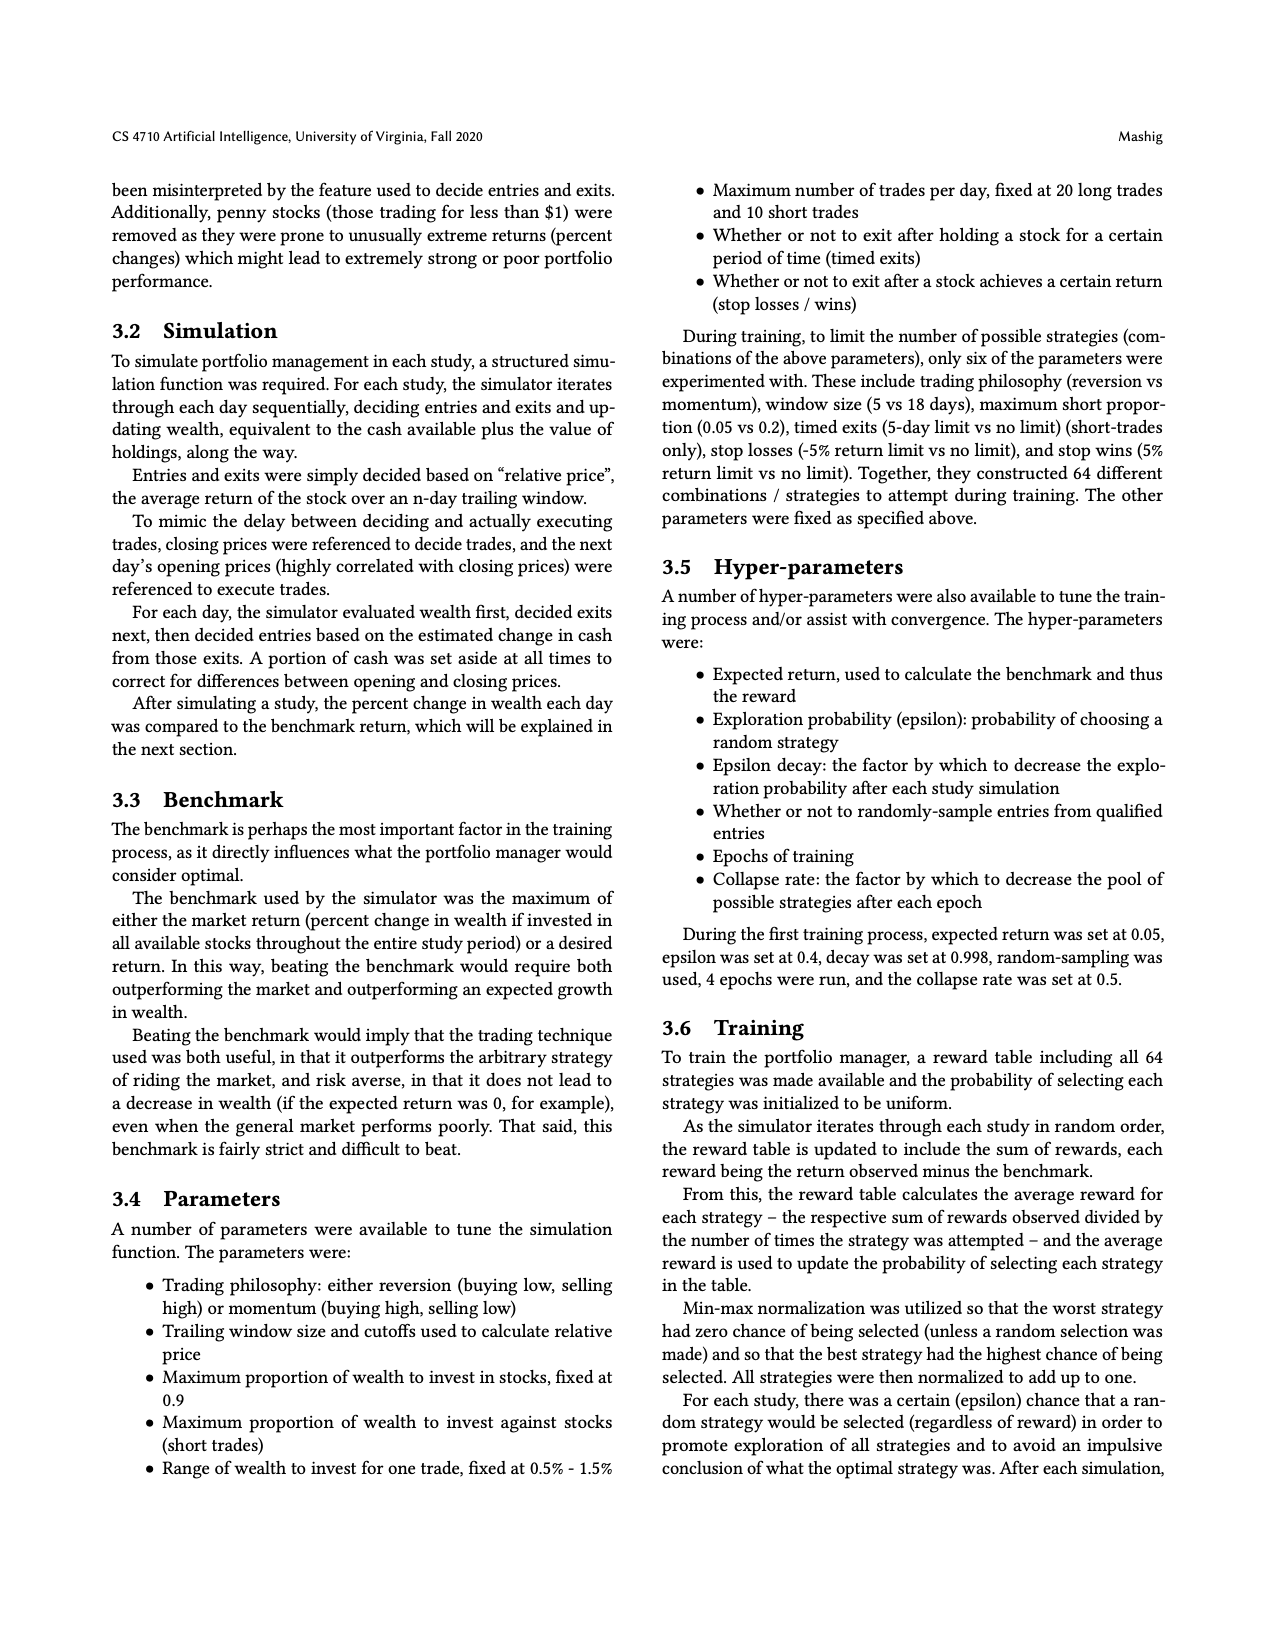 CS 4710 Artificial Intelligence, University of Virginia, Fall 2020
Mashig
been misinterpreted by the feature used to decide entries and exits.
Additionally, penny stocks (those trading for less than $1) were
removed as they were prone to unusually extreme returns (percent
changes) which might lead to extremely strong or poor portfolio
performance.
3.2 Simulation
To simulate portfolio management in each study, a structured simu-
lation function was required. For each study, the simulator iterates
through each day sequentially, deciding entries and exits and up-
dating wealth, equivalent to the cash available plus the value of
holdings, along the way.
Entries and exits were simply decided based on “relative price”,
the average return of the stock over an n-day trailing window.
To mimic the delay between deciding and actually executing
trades, closing prices were referenced to decide trades, and the next
day’s opening prices (highly correlated with closing prices) were
referenced to execute trades.
For each day, the simulator evaluated wealth first, decided exits
next, then decided entries based on the estimated change in cash
from those exits. A portion of cash was set aside at all times to
correct for differences between opening and closing prices.
After simulating a study, the percent change in wealth each day
was compared to the benchmark return, which will be explained in
the next section.
3.3 Benchmark
The benchmark is perhaps the most important factor in the training
process, as it directly influences what the portfolio manager would
consider optimal.
The benchmark used by the simulator was the maximum of
either the market return (percent change in wealth if invested in
all available stocks throughout the entire study period) or a desired
return. In this way, beating the benchmark would require both
outperforming the market and outperforming an expected growth
in wealth.
Beating the benchmark would imply that the trading technique
used was both useful, in that it outperforms the arbitrary strategy
of riding the market, and risk averse, in that it does not lead to
a decrease in wealth (if the expected return was 0, for example),
even when the general market performs poorly. That said, this
benchmark is fairly strict and difficult to beat.
3.4 Parameters
A number of parameters were available to tune the simulation
function. The parameters were:
• Trading philosophy: either reversion (buying low, selling
high) or momentum (buying high, selling low)
• Trailing window size and cutoffs used to calculate relative
price
• Maximum proportion of wealth to invest in stocks, fixed at
0.9
• Maximum proportion of wealth to invest against stocks
(short trades)
• Range of wealth to invest for one trade, fixed at 0.5% - 1.5%
• Maximum number of trades per day, fixed at 20 long trades
and 10 short trades
• Whether or not to exit after holding a stock for a certain
period of time (timed exits)
• Whether or not to exit after a stock achieves a certain return
(stop losses / wins)
During training, to limit the number of possible strategies (com-
binations of the above parameters), only six of the parameters were
experimented with. These include trading philosophy (reversion vs
momentum), window size (5 vs 18 days), maximum short propor-
tion (0.05 vs 0.2), timed exits (5-day limit vs no limit) (short-trades
only), stop losses (-5% return limit vs no limit), and stop wins (5%
return limit vs no limit). Together, they constructed 64 different
combinations / strategies to attempt during training. The other
parameters were fixed as specified above.
3.5 Hyper-parameters
A number of hyper-parameters were also available to tune the train-
ing process and/or assist with convergence. The hyper-parameters
were:
• Expected return, used to calculate the benchmark and thus
the reward
• Exploration probability (epsilon): probability of choosing a
random strategy
• Epsilon decay: the factor by which to decrease the explo-
ration probability after each study simulation
• Whether or not to randomly-sample entries from qualified
entries
• Epochs of training
• Collapse rate: the factor by which to decrease the pool of
possible strategies after each epoch
During the first training process, expected return was set at 0.05,
epsilon was set at 0.4, decay was set at 0.998, random-sampling was
used, 4 epochs were run, and the collapse rate was set at 0.5.
3.6 Training
To train the portfolio manager, a reward table including all 64
strategies was made available and the probability of selecting each
strategy was initialized to be uniform.
As the simulator iterates through each study in random order,
the reward table is updated to include the sum of rewards, each
reward being the return observed minus the benchmark.
From this, the reward table calculates the average reward for
each strategy – the respective sum of rewards observed divided by
the number of times the strategy was attempted – and the average
reward is used to update the probability of selecting each strategy
in the table.
Min-max normalization was utilized so that the worst strategy
had zero chance of being selected (unless a random selection was
made) and so that the best strategy had the highest chance of being
selected. All strategies were then normalized to add up to one.
For each study, there was a certain (epsilon) chance that a ran-
dom strategy would be selected (regardless of reward) in order to
promote exploration of all strategies and to avoid an impulsive
conclusion of what the optimal strategy was. After each simulation,